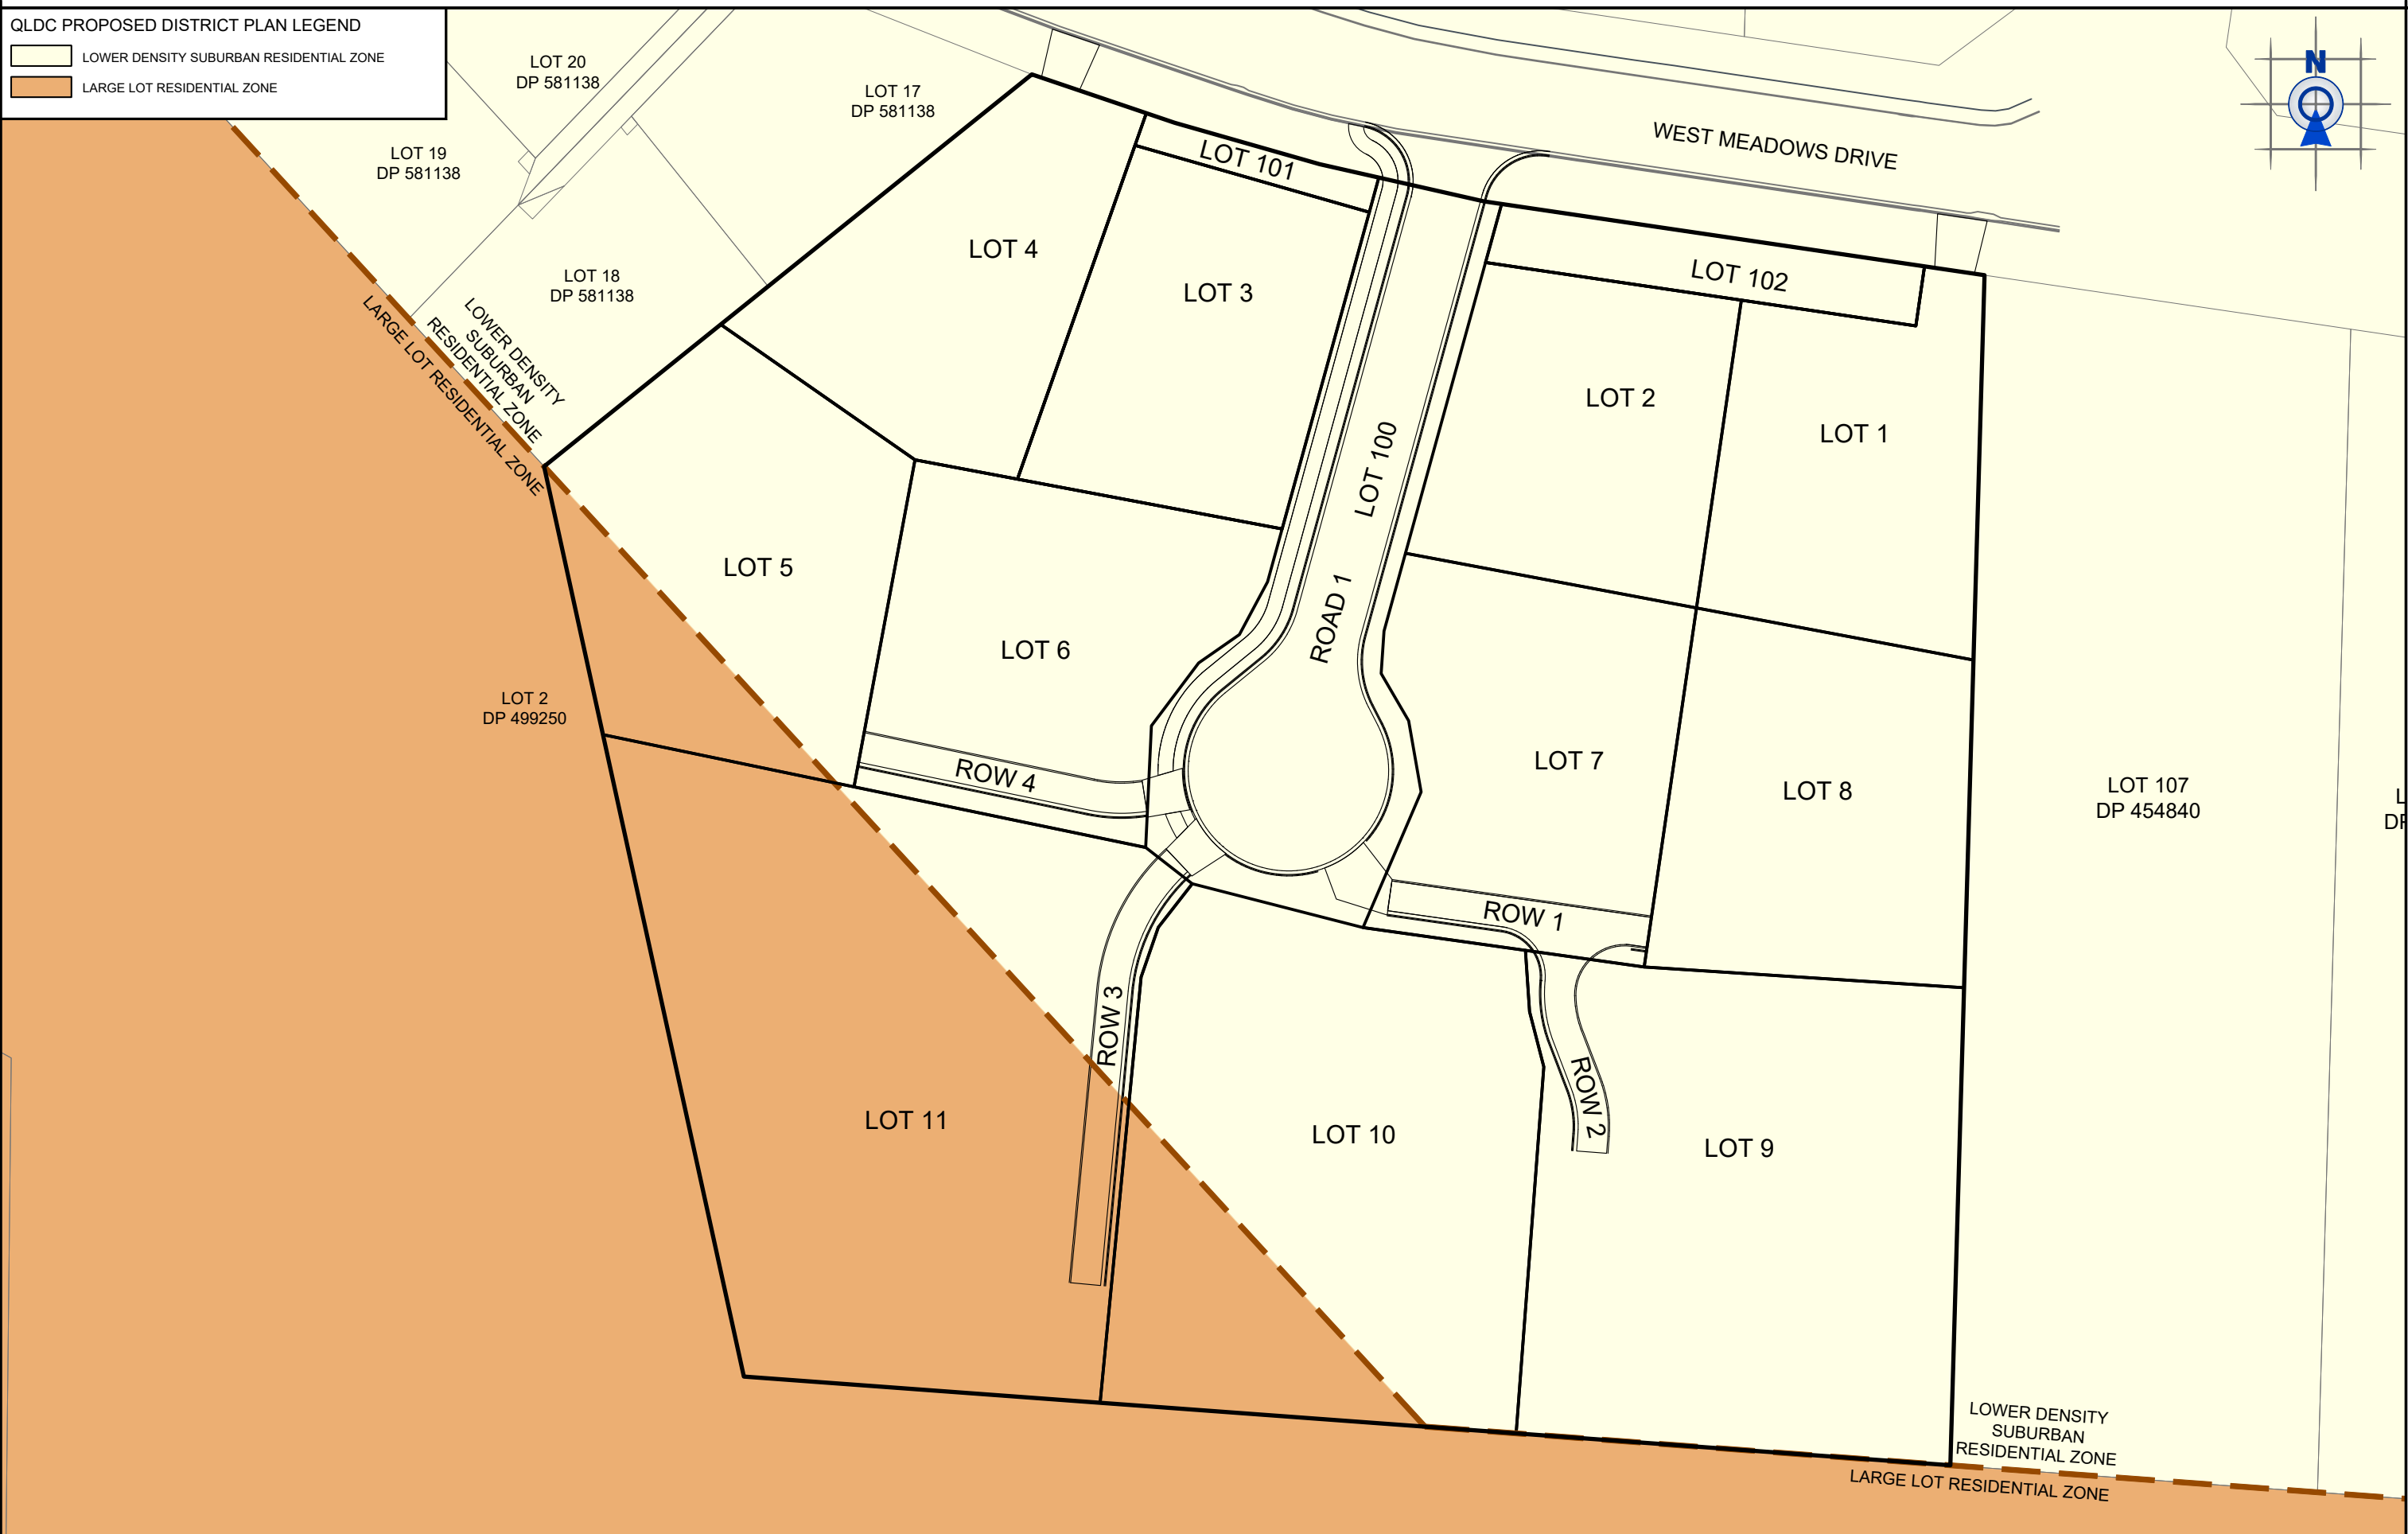 QLDC PROPOSED DISTRICT PLAN LEGEND
LOWER DENSITY SUBURBAN RESIDENTIAL ZONE
LARGE LOT RESIDENTIAL ZONE
N
LOT 20
DP 581138
LOT 17
DP 581138
LOT 19
DP 581138
LOT 18
DP 581138
WEST MEADOWS DRIVE
LOT 101
LOT 102
LOT 4
LOT 3
LOT 2
LOT 1
LOWER DENSITY
SUBURBAN
RESIDENTIAL ZONE
LARGE LOT RESIDENTIAL ZONE
LOT 100
ROAD 1
LOT 5
LOT 6
LOT 7
LOT 8
LOT 2
DP 499250
LOT 107
DP 454840
L
DP
ROW 4
ROW 1
ROW 3
ROW 2
LOT 11
LOT 10
LOT 9
LOWER DENSITY
SUBURBAN
RESIDENTIAL ZONE
LARGE LOT RESIDENTIAL ZONE